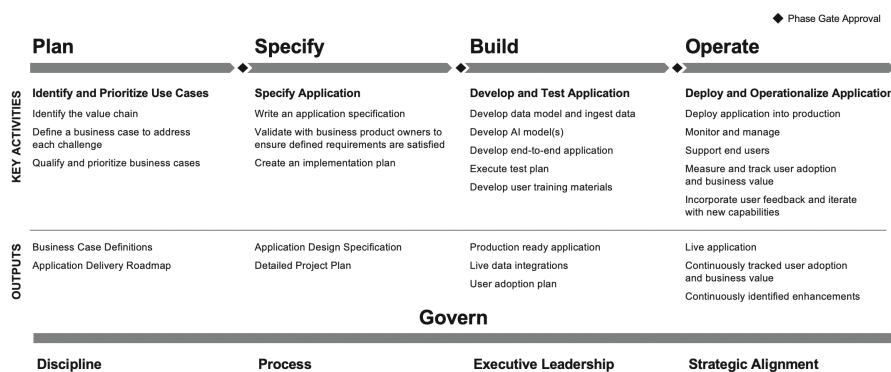 Phase Gate Approval
Plan
Specify
Build
Operate
KEY ACTIVITIES
Identify and Prioritize Use Cases
Identify the value chain
Define a business case to address
each challenge
Qualify and prioritize business cases
Specify Application
Write an application specification
Validate with business product owners to
ensure defined requirements are satisfied
Create an implementation plan
Develop and Test Application
Develop data model and ingest data
Develop AI model(s)
Develop end-to-end application
Execute test plan
Develop user training materials
Deploy and Operationalize Application
Deploy application into production
Monitor and manage
Support end users
Measure and track user adoption
and business value
Incorporate user feedback and iterate
with new capabilities
OUTPUTS
Business Case Definitions
Application Delivery Roadmap
Application Design Specification
Detailed Project Plan
Production ready application
Live data integrations
User adoption plan
Live application
Continuously tracked user adoption
and business value
Continuously identified enhancements
Govern
Discipline
Process
Executive Leadership
Strategic Alignment